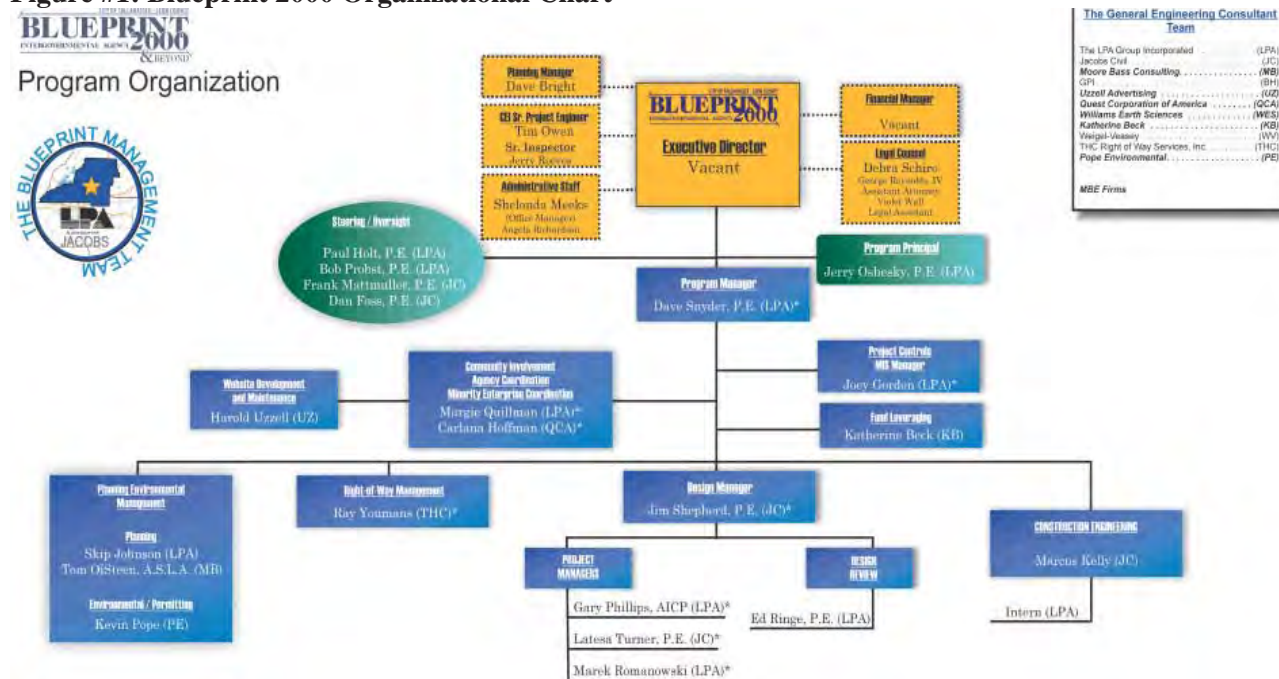 Figure #1: Blueprint 2000 Organizational Chart
BLUEPRINT
INTERGOVERNMENTAL AGENCY 2000
& BEYOND
Program Organization
THE BLUEPRINT MANAGEMENT TEAM
LPA
JACOBS
Planning Manager
Dave Bright
CEI Sr. Project Engineer
Tim Owen
Sr. Inspector
Jerry Reeves
Administrative Staff
Shelonda Meeks
(Office Manager)
Angela Richardson
BLUEPRINT
2000
Executive Director
Vacant
Financial Manager
Vacant
Legal Counsel
Debra Schiro
George Reynolds IV
Assistant Attorney
Violet Wall
Legal Assistant
The General Engineering Consultant
Team
The LPA Group Incorporated (LPA)
Jacobs Civil (JC)
Moore Bass Consulting. . . . . . . . . . . . . . (MB)
GPI (BH)
Uzzell Advertising . . . . . . . . . . . . . . . . . (UZ)
Quest Corporation of America . . . . . . . (QCA)
Williams Earth Sciences . . . . . . . . . . . (WES)
Katherine Beck . . . . . . . . . . . . . . . . . . . (KB)
Weigel-Veasey (WV)
THC Right of Way Services, Inc. (THC)
Pope Environmental. . . . . . . . . . . . . . . . (PE)
MBE Firms
Steering / Oversight
Paul Holt, P.E. (LPA)
Bob Probst, P.E. (LPA)
Frank Mattmuller, P.E. (JC)
Dan Foss, P.E. (JC)
Program Principal
Jerry Oshesky, P.E. (LPA)
Program Manager
Dave Snyder, P.E. (LPA)*
Website Development
and Maintenance
Harold Uzzell (UZ)
Community Involvement
Agency Coordination
Minority Enterprise Coordination
Margie Quillman (LPA)*
Carlana Hoffman (QCA)*
Project Controls
MIS Manager
Joey Gordon (LPA)*
Fund Leveraging
Katherine Beck (KB)
Planning Environmental
Management
Planning
Skip Johnson (LPA)
Tom OiSteen, A.S.L.A. (MB)
Environmental / Permitting
Kevin Pope (PE)
Right of Way Management
Ray Youmans (THC)*
Design Manager
Jim Shepherd, P.E. (JC)*
CONSTRUCTION ENGINEERING
Marcus Kelly (JC)
Intern (LPA)
PROJECT
MANAGERS
Gary Phillips, AICP (LPA)*
Latesa Turner, P.E. (JC)*
Marek Romanowski (LPA)*
DESIGN
REVIEW
Ed Ringe, P.E. (LPA)